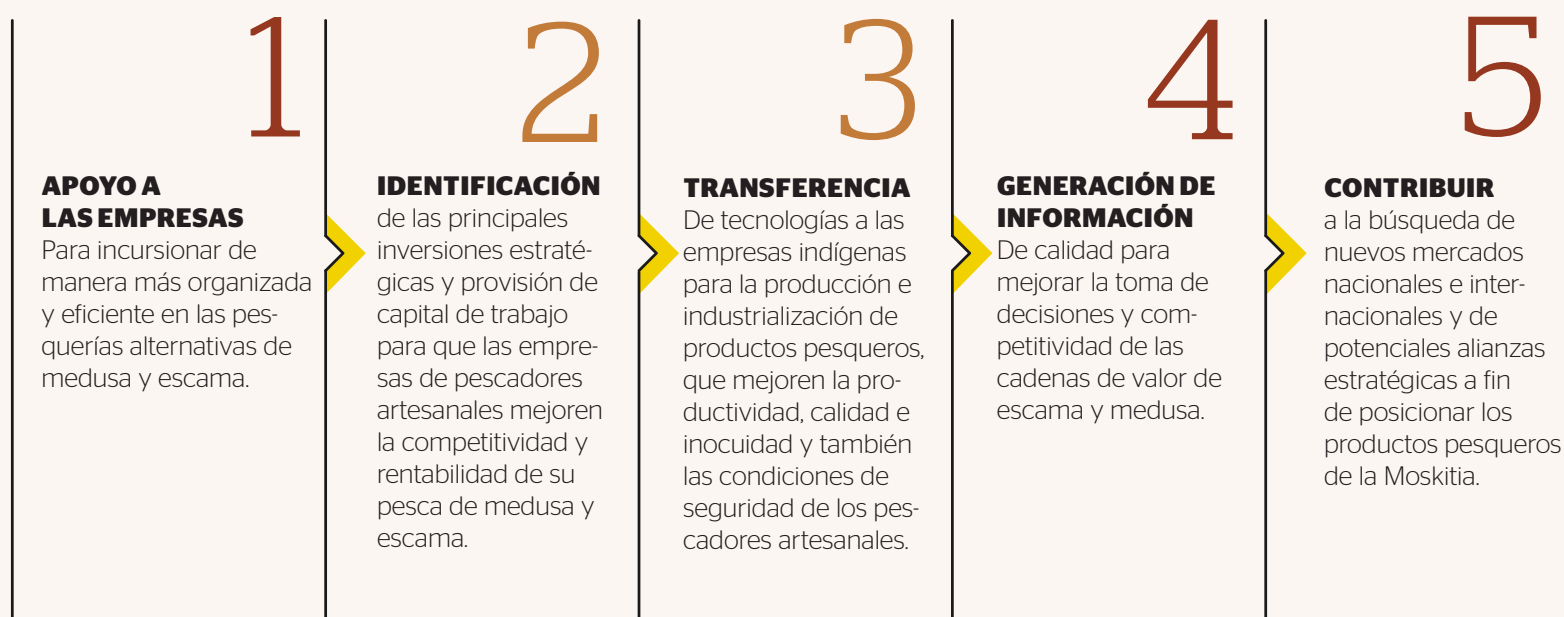 1
APOYO A
LAS EMPRESAS
Para incursionar de
manera más organizada
y eficiente en las pes-
querías alternativas de
medusa y escama.
2
IDENTIFICACIÓN
de las principales
inversiones estraté-
gicas y provisión de
capital de trabajo
para que las empre-
sas de pescadores
artesanales mejoren
la competitividad y
rentabilidad de su
pesca de medusa y
escama.
3
TRANSFERENCIA
De tecnologías a las
empresas indígenas
para la producción e
industrialización de
productos pesqueros,
que mejoren la pro-
ductividad, calidad e
inocuidad y también
las condiciones de
seguridad de los pes-
cadores artesanales.
4
GENERACIÓN DE
INFORMACIÓN
De calidad para
mejorar la toma de
decisiones y com-
petitividad de las
cadenas de valor de
escama y medusa.
5
CONTRIBUIR
a la búsqueda de
nuevos mercados
nacionales e inter-
nacionales y de
potenciales alianzas
estratégicas a fin
de posicionar los
productos pesqueros
de la Moskitia.